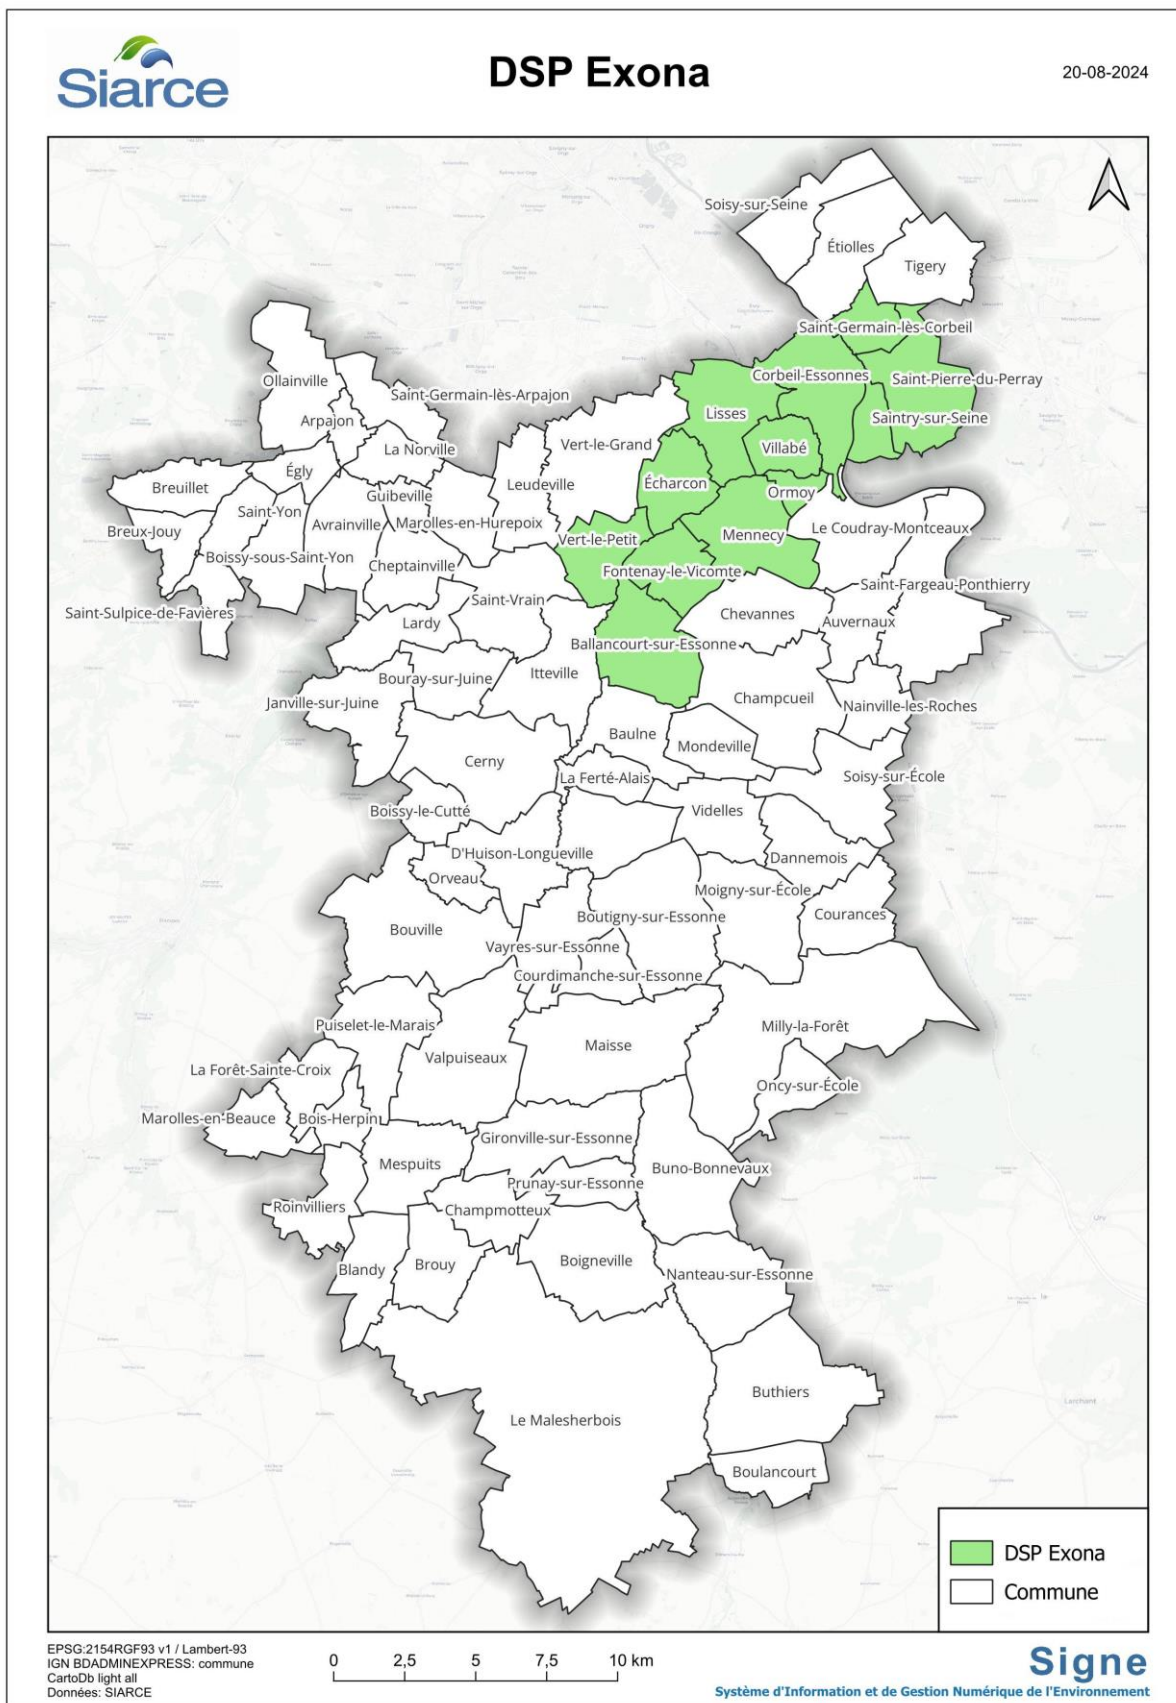 Siarce
DSP Exona
20-08-2024
Soisy-sur-Seine
Étiolles
Tigery
Saint-Germain-lès-Corbeil
Ollainville
Corbeil-Essonnes
Saint-Pierre-du-Perray
Saint-Germain-lès-Arpajon
Lisses
Arpajon
Saintry-sur-Seine
La Norville
Vert-le-Grand
Villabé
Égly
Breuillet
Leudeville
Écharcon
Ormoy
Guibeville
Saint-Yon
Breux-Jouy
Avrainville
Marolles-en-Hurepoix
Le Coudray-Montceaux
Vert-le-Petit
Mennecy
Boissy-sous-Saint-Yon
Cheptainville
Fontenay-le-Vicomte
Saint-Fargeau-Ponthierry
Saint-Vrain
Saint-Sulpice-de-Favières
Lardy
Chevannes
Auvernaux
Ballancourt-sur-Essonne
Bouray-sur-Juine
Itteville
Janville-sur-Juine
Champcueil
Nainville-les-Roches
Baulne
Mondeville
Cerny
La Ferté-Alais
Soisy-sur-École
Boissy-le-Cutté
Videlles
D'Huison-Longueville
Dannemois
Orveau
Moigny-sur-École
Boutigny-sur-Essonne
Courances
Bouville
Vayres-sur-Essonne
Courdimanche-sur-Essonne
Puiselet-le-Marais
Milly-la-Forêt
Maisse
Valpuiseaux
La Forêt-Sainte-Croix
Oncy-sur-École
Marolles-en-Beauce
Bois-Herpin
Gironville-sur-Essonne
Mespuits
Buno-Bonnevaux
Prunay-sur-Essonne
Roinvilliers
Champmotteux
Blandy
Brouy
Boigneville
Nanteau-sur-Essonne
Buthiers
Le Malesherbois
Boulancourt
DSP Exona
Commune
EPSG:2154RGF93 v1 / Lambert-93
IGN BDADMINEXPRESS: commune
CartoDb light all
Données: SIARCE
0 2,5 5 7,5 10 km
Signe
Système d'Information et de Gestion Numérique de l'Environnement